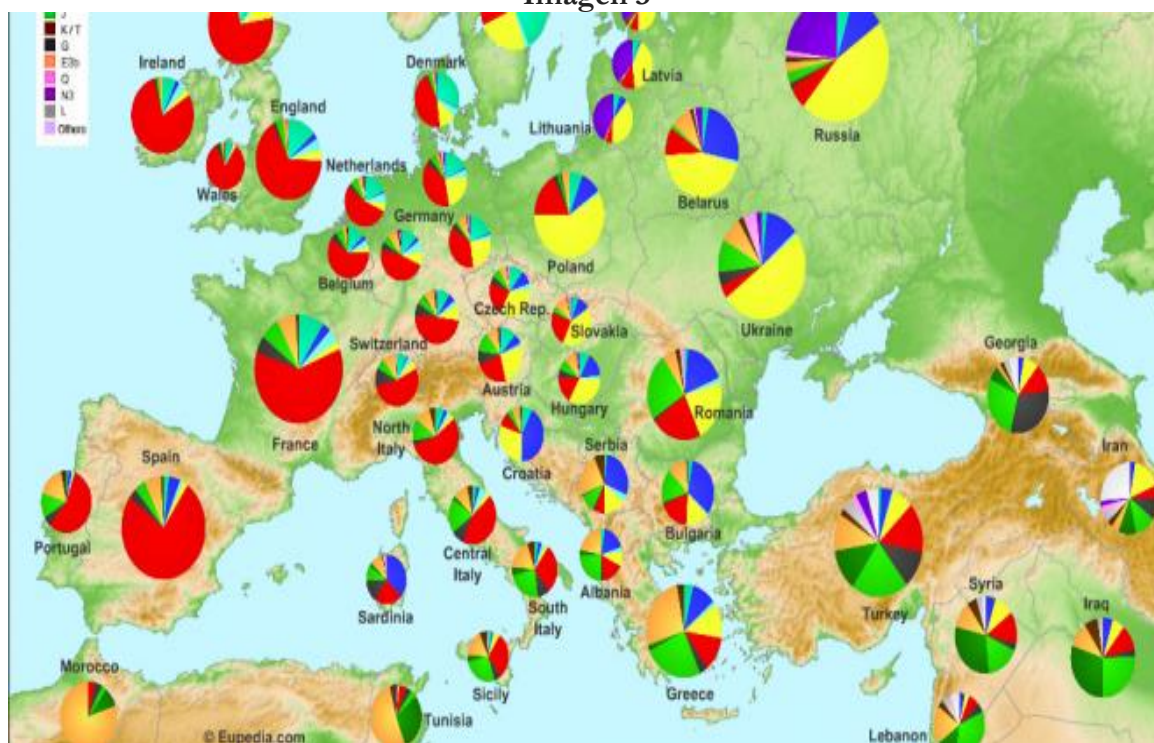 Imagen 3
J
K/T
G
E3b
Q
N3
L
Others
Ireland
England
Wales
Netherlands
Denmark
Germany
Belgium
Latvia
Lithuania
Belarus
Russia
Poland
Ukraine
Czech Rep.
Slovakia
Switzerland
Austria
Hungary
Romania
Georgia
Iran
France
North
Italy
Croatia
Serbia
Bulgaria
Spain
Portugal
Central
Italy
Albania
Sardinia
South
Italy
Turkey
Syria
Iraq
Sicily
Greece
Morocco
Tunisia
Lebanon
© Eupedia.com